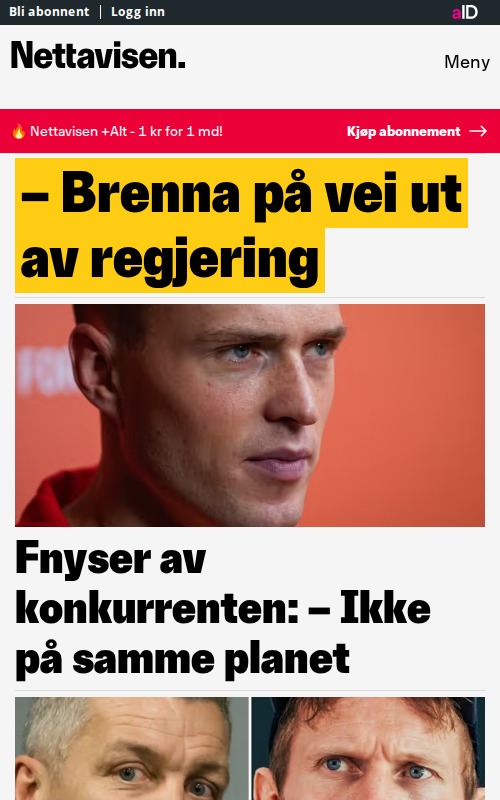 Bli abonnent | Logg inn
aID
Nettavisen.
Meny
🔥 Nettavisen +Alt - 1 kr for 1 md!
Kjøp abonnement →
– Brenna på vei ut
av regjering
Fnyser av
konkurrenten: – Ikke
på samme planet